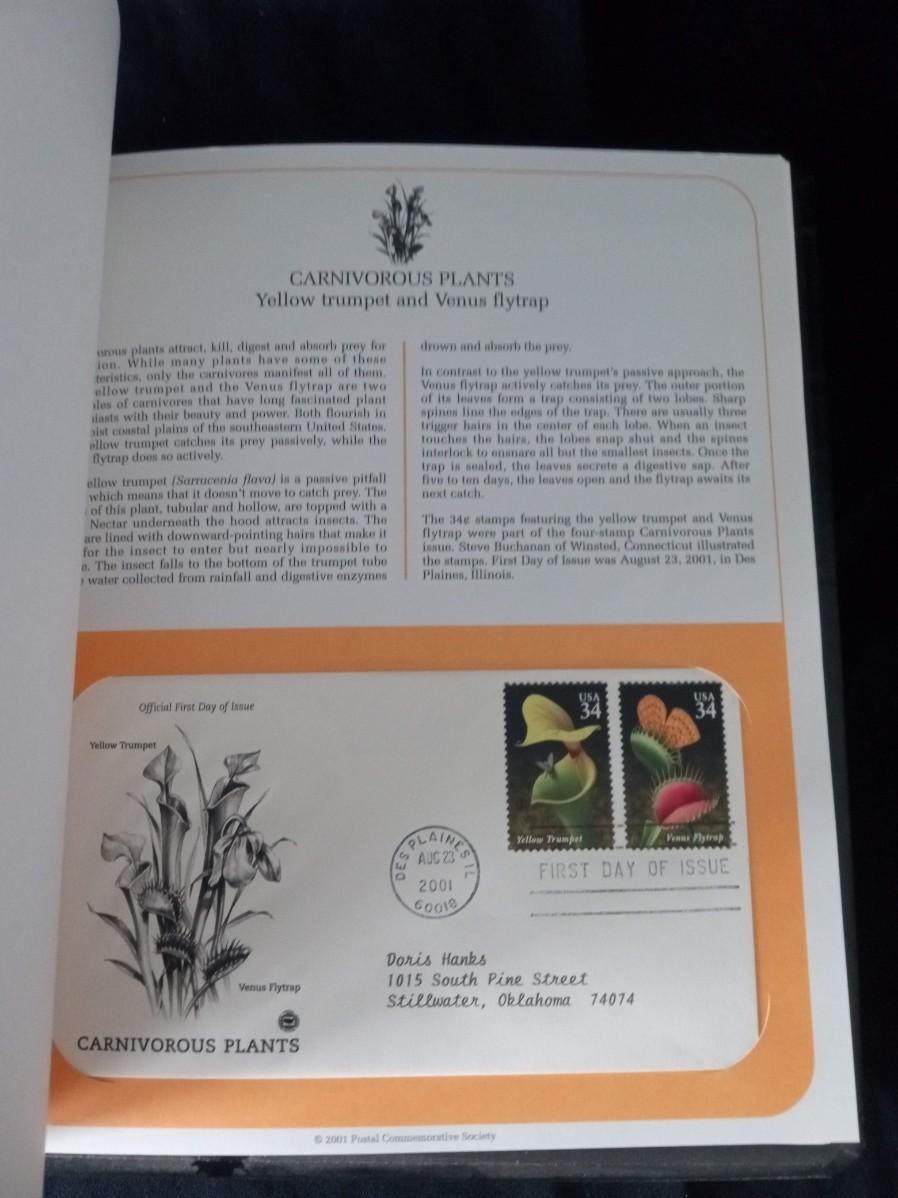 CARNIVOROUS PLANTS
Yellow trumpet and Venus flytrap
orous plants attract, kill, digest and absorb prey for
ion. While many plants have some of these
teristics, only the carnivores manifest all of them.
ellow trumpet and the Venus flytrap are two
les of carnivores that have long fascinated plant
iasts with their beauty and power. Both flourish in
ist coastal plains of the southeastern United States.
ellow trumpet catches its prey passively, while the
flytrap does so actively.
ellow trumpet (Sarracenia flava) is a passive pitfall
which means that it doesn't move to catch prey. The
of this plant, tubular and hollow, are topped with a
Nectar underneath the hood attracts insects. The
are lined with downward-pointing hairs that make it
for the insect to enter but nearly impossible to
e. The insect falls to the bottom of the trumpet tube
water collected from rainfall and digestive enzymes
drown and absorb the prey.
In contrast to the yellow trumpet's passive approach, the
Venus flytrap actively catches its prey. The outer portion
of its leaves form a trap consisting of two lobes. Sharp
spines line the edges of the trap. There are usually three
trigger hairs in the center of each lobe. When an insect
touches the hairs, the lobes snap shut and the spines
interlock to ensnare all but the smallest insects. Once the
trap is sealed, the leaves secrete a digestive sap. After
five to ten days, the leaves open and the flytrap awaits its
next catch.
The 34¢ stamps featuring the yellow trumpet and Venus
flytrap were part of the four-stamp Carnivorous Plants
issue. Steve Buchanan of Winsted, Connecticut illustrated
the stamps. First Day of Issue was August 23, 2001, in Des
Plaines, Illinois.
Official First Day of Issue
Yellow Trumpet
Venus Flytrap
CARNIVOROUS PLANTS
USA
34
Yellow Trumpet
USA
34
Venus Flytrap
DES PLAINES IL
AUG 23
2001
60018
FIRST DAY OF ISSUE
Doris Hanks
1015 South Pine Street
Stillwater, Oklahoma 74074
© 2001 Postal Commemorative Society